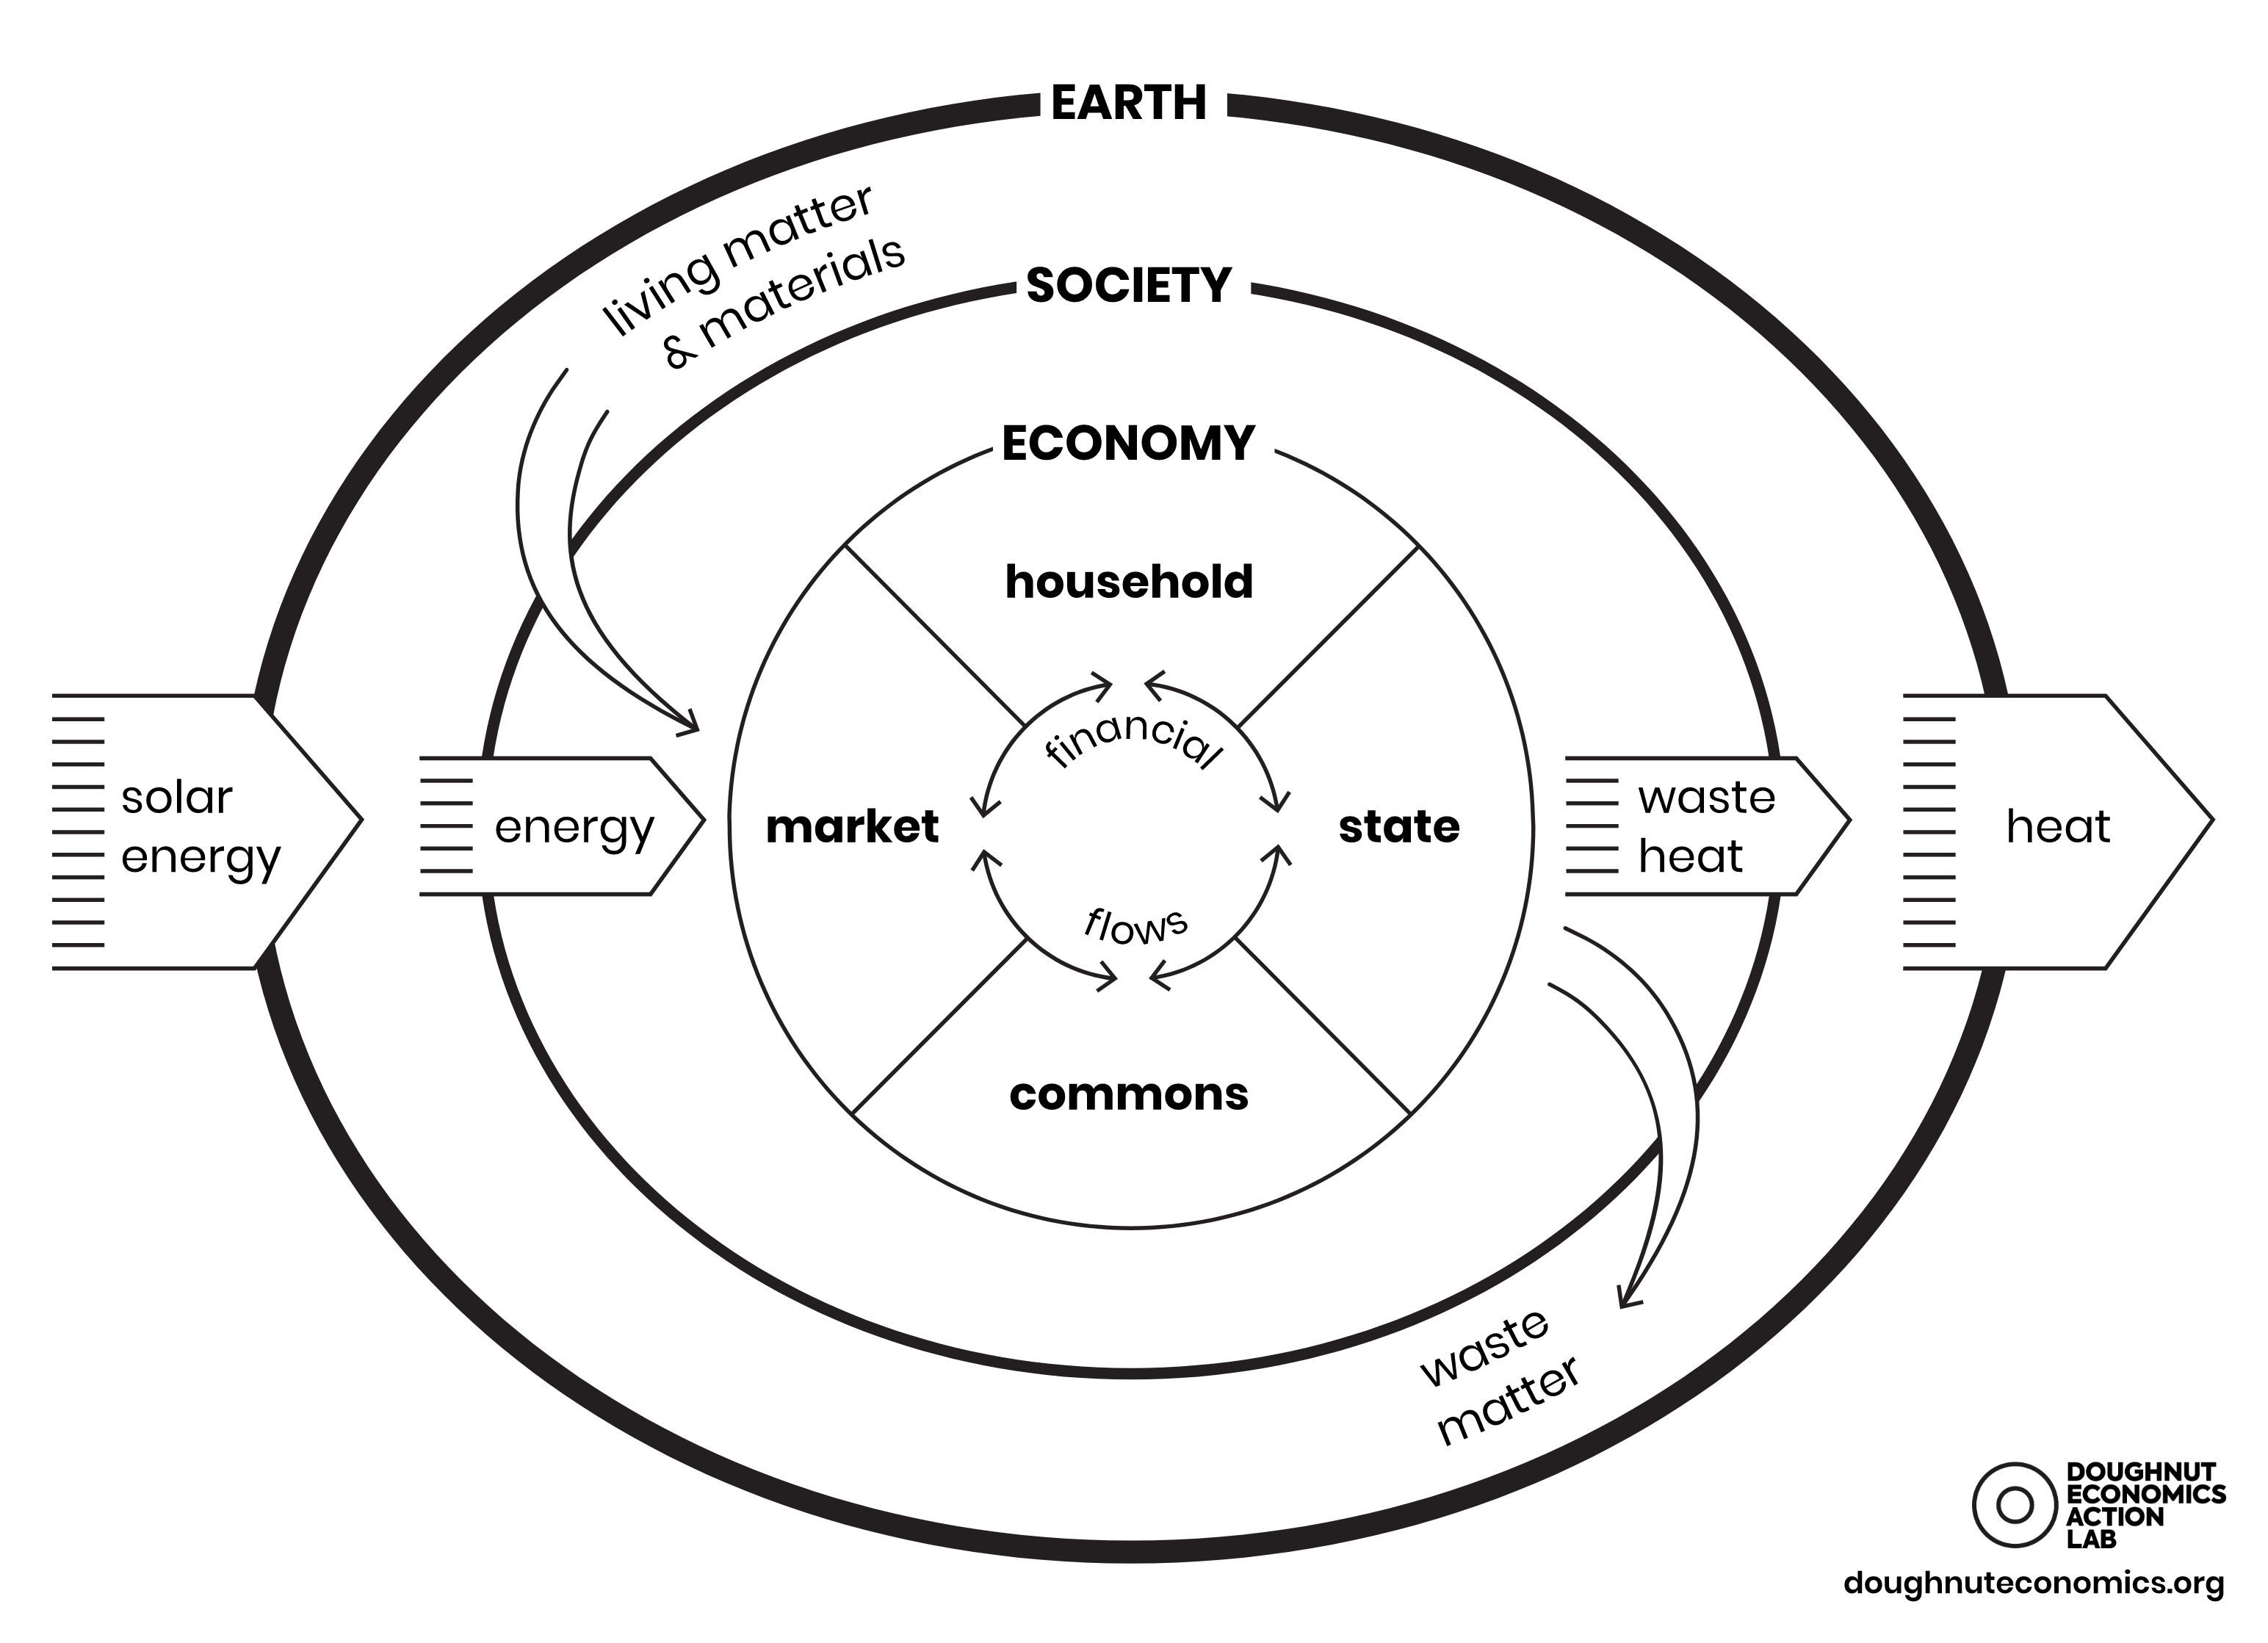 EARTH
living matter
& materials
SOCIETY
ECONOMY
household
financial
solar
energy
energy
market
state
waste
heat
heat
flows
commons
waste
matter
DOUGHNUT
ECONOMICS
ACTION
LAB
doughnuteconomics.org